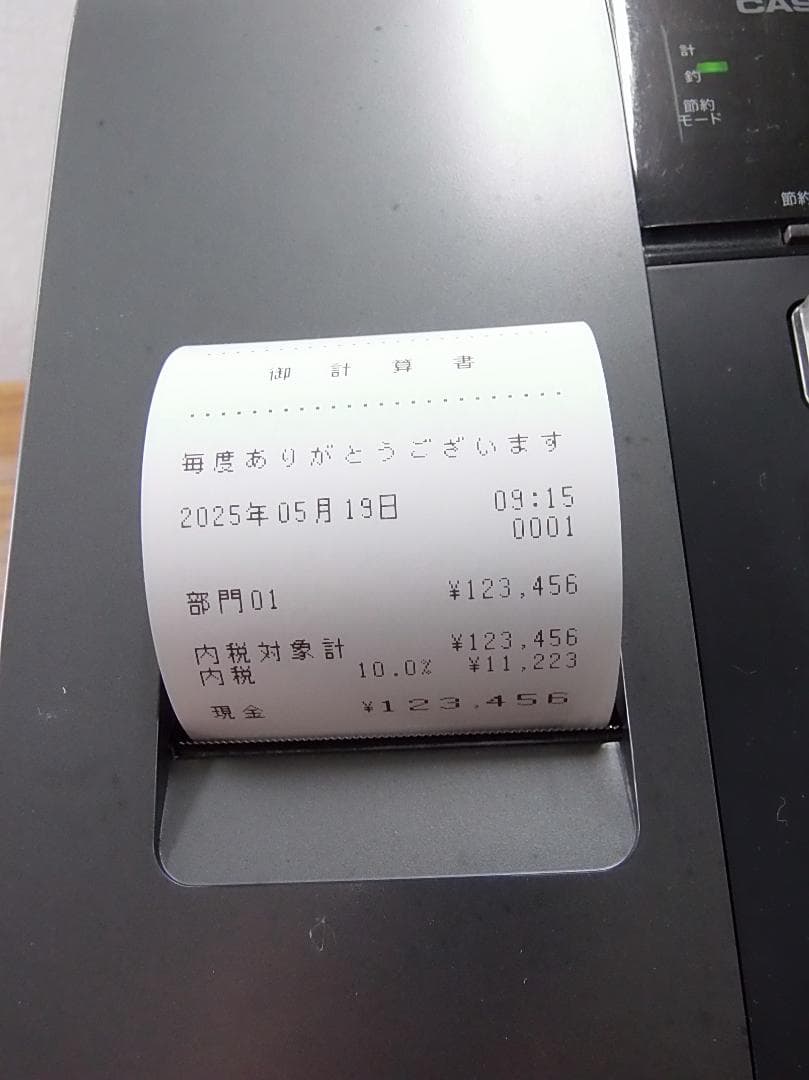 CAS
計
釣
節約
モード
節約
御計算書
毎度ありがとうございます
2025年05月19日 09:15
0001
部門01 ¥123,456
内税対象計 ¥123,456
内税 10.0% ¥11,223
現金 ¥123,456